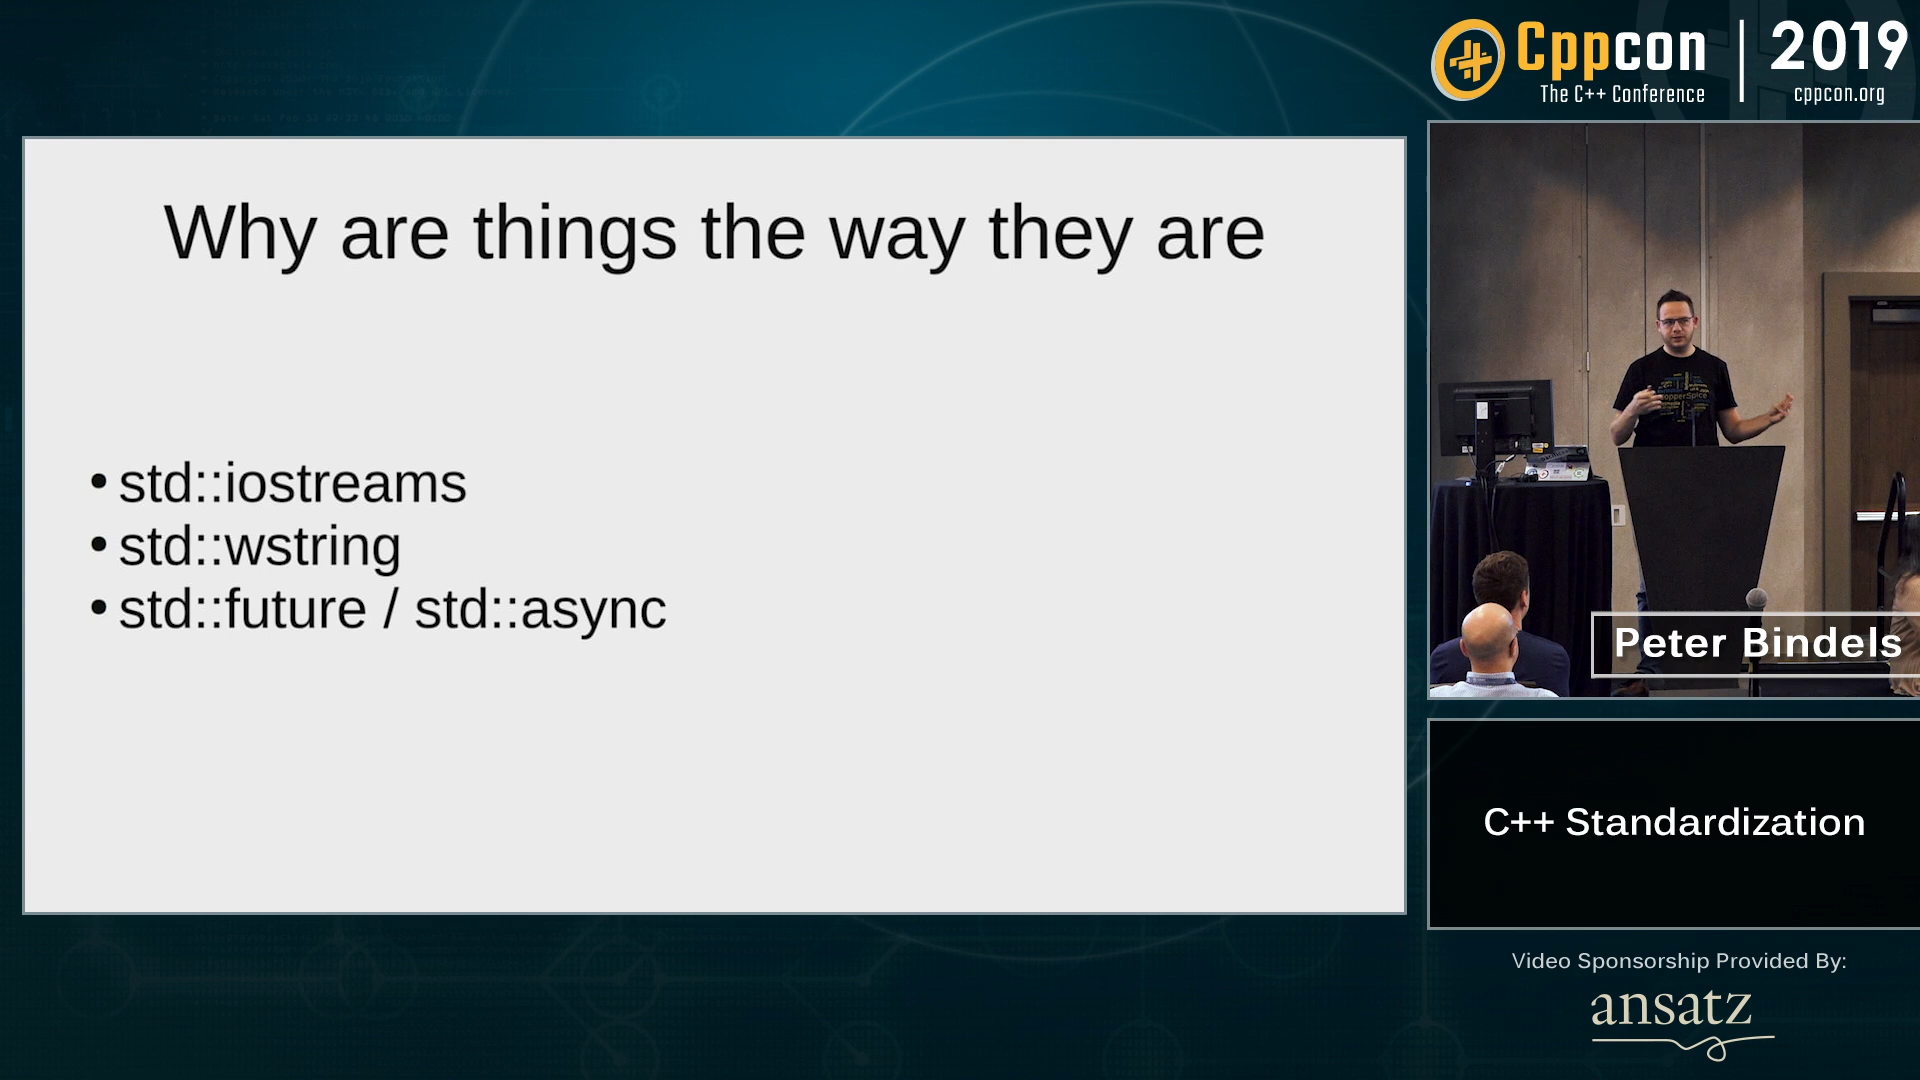 Cppcon
The C++ Conference
2019
cppcon.org
Why are things the way they are
• std::iostreams
• std::wstring
• std::future / std::async
Peter Bindels
C++ Standardization
Video Sponsorship Provided By:
ansatz